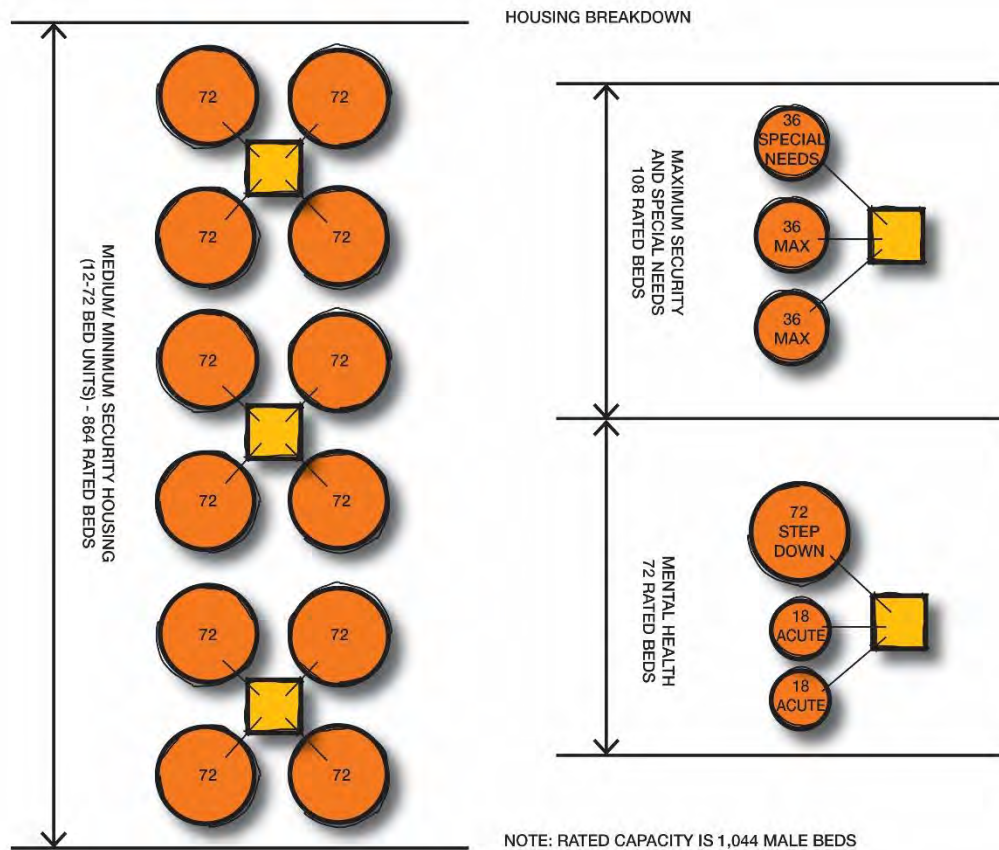 HOUSING BREAKDOWN
MEDIUM/ MINIMUM SECURITY HOUSING
(12-72 BED UNITS) - 864 RATED BEDS
72
72
72
72
72
72
72
72
72
72
72
72
MAXIMUM SECURITY
AND SPECIAL NEEDS
108 RATED BEDS
36
SPECIAL
NEEDS
36
MAX
36
MAX
MENTAL HEALTH
72 RATED BEDS
72
STEP
DOWN
18
ACUTE
18
ACUTE
NOTE: RATED CAPACITY IS 1,044 MALE BEDS